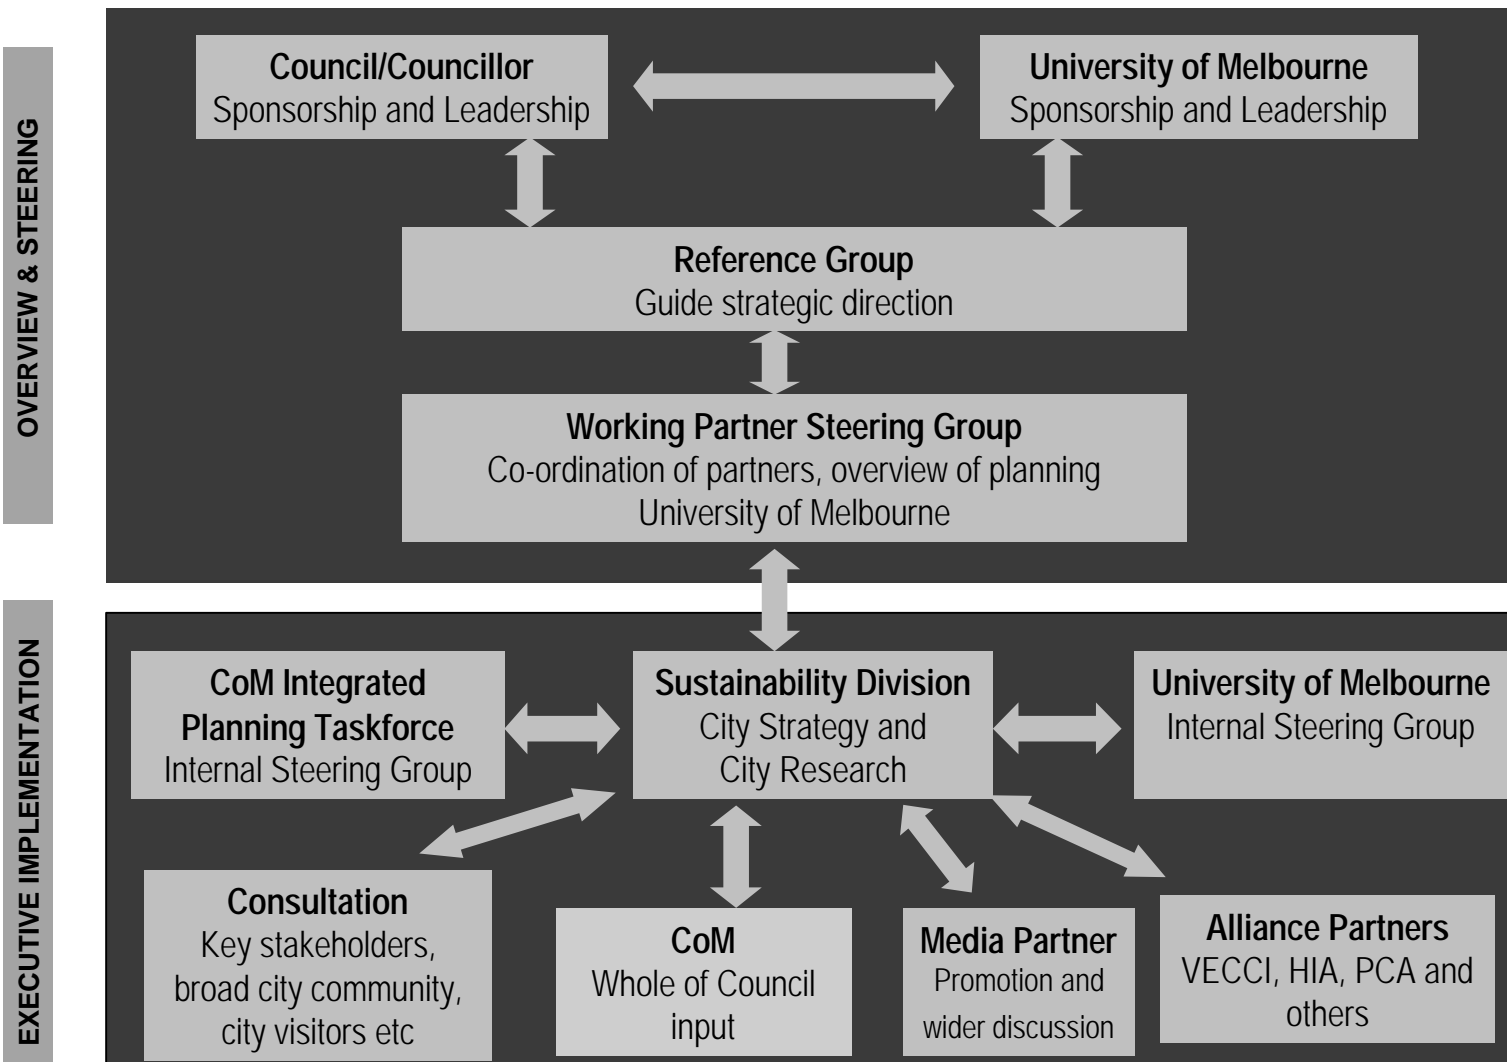 OVERVIEW & STEERING
Council/Councillor
Sponsorship and Leadership
University of Melbourne
Sponsorship and Leadership
Reference Group
Guide strategic direction
Working Partner Steering Group
Co-ordination of partners, overview of planning
University of Melbourne
EXECUTIVE IMPLEMENTATION
CoM Integrated
Planning Taskforce
Internal Steering Group
Sustainability Division
City Strategy and
City Research
University of Melbourne
Internal Steering Group
Consultation
Key stakeholders,
broad city community,
city visitors etc
CoM
Whole of Council
input
Media Partner
Promotion and
wider discussion
Alliance Partners
VECCI, HIA, PCA and
others